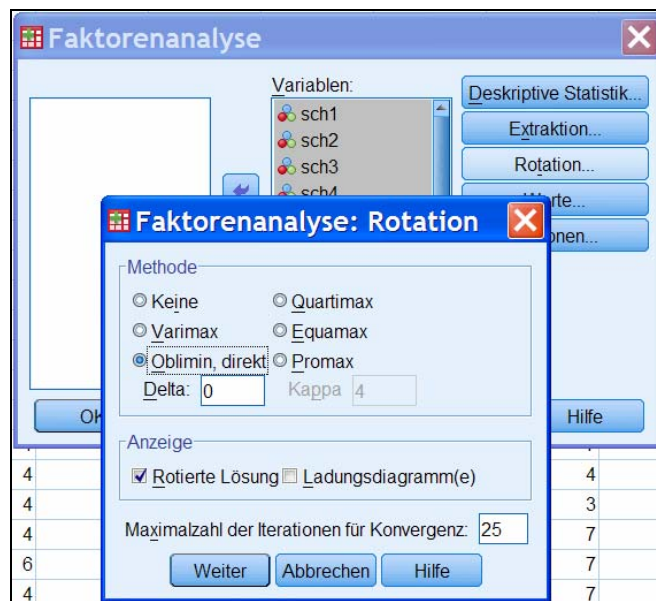 Faktorenanalyse
Variablen:
sch1
sch2
sch3
sch4
Deskriptive Statistik...
Extraktion...
Rotation...
Faktorenanalyse: Rotation
Methode
Keine
Quartimax
Varimax
Equamax
Oblimin, direkt
Promax
Delta: 0
Kappa 4
Anzeige
Rotierte Lösung
Ladungsdiagramm(e)
Maximalzahl der Iterationen für Konvergenz: 25
Weiter
Abbrechen
Hilfe
Hilfe
4 4
4 3
4 7
6 7
4 7